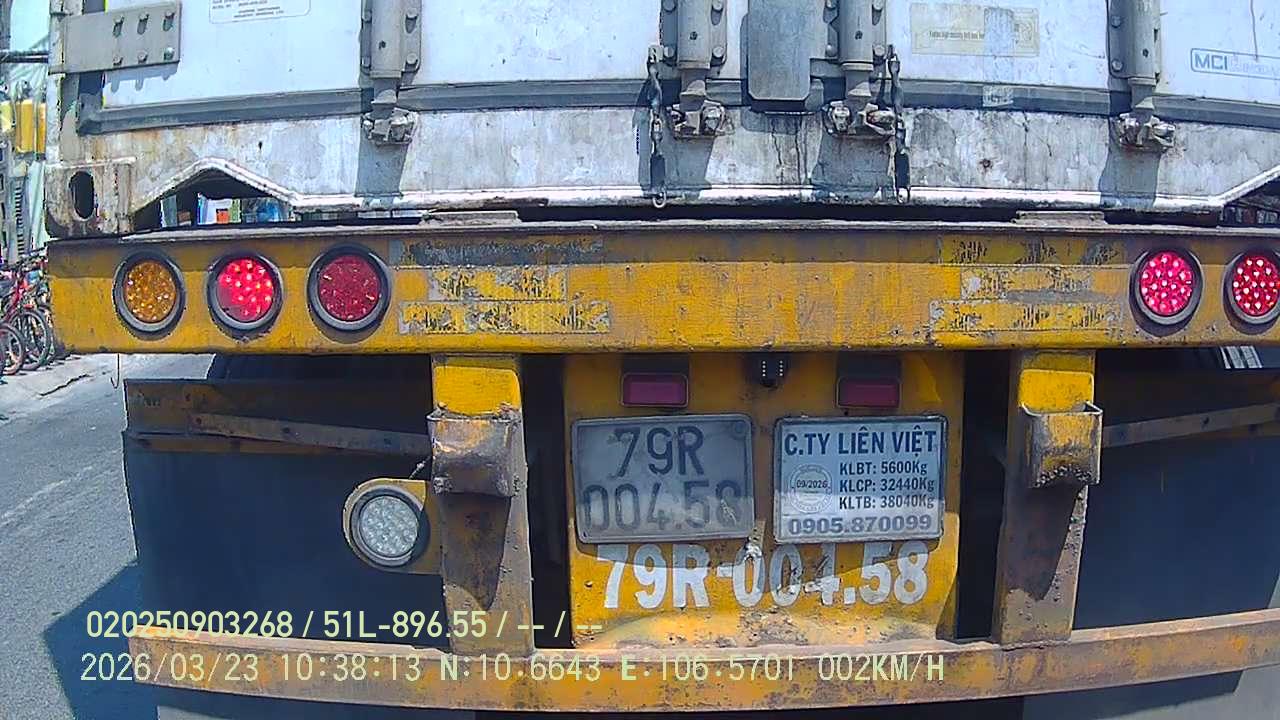 MCI
79R
004.58
C.TY LIÊN VIỆT
09/2026
KLBT: 5600Kg
KLCP: 32440Kg
KLTB: 38040Kg
0905.870099
79R-004.58
020250903268 / 51L-896.55 / -- / --
2026/03/23 10:38:13 N:10.6643 E:106.5701 002KM/H